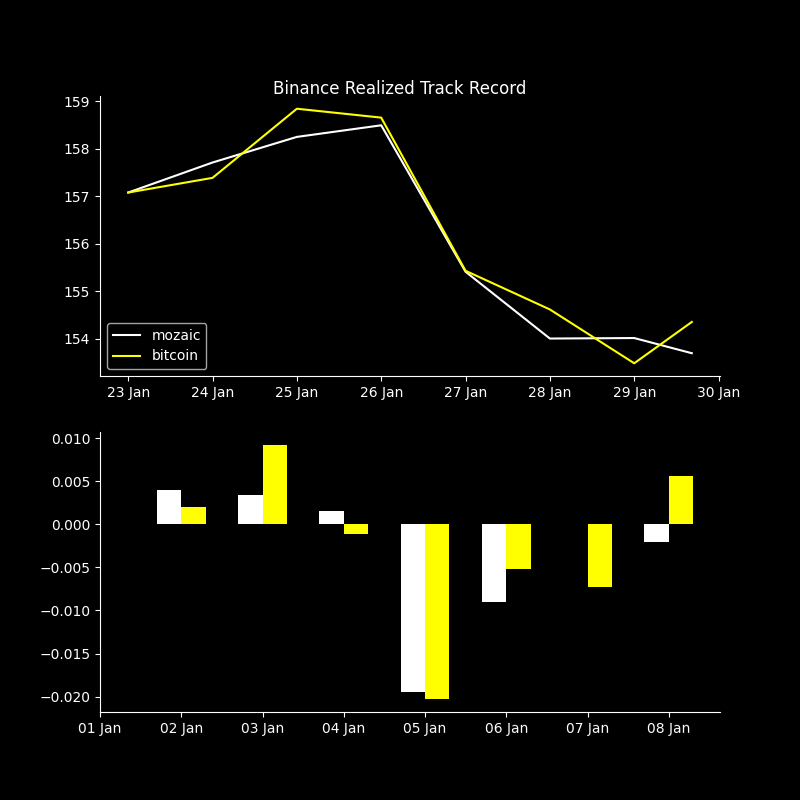 Binance Realized Track Record
159
158
157
156
155
154
mozaic
bitcoin
23 Jan 24 Jan 25 Jan 26 Jan 27 Jan 28 Jan 29 Jan 30 Jan
0.010
0.005
0.000
−0.005
−0.010
−0.015
−0.020
01 Jan 02 Jan 03 Jan 04 Jan 05 Jan 06 Jan 07 Jan 08 Jan